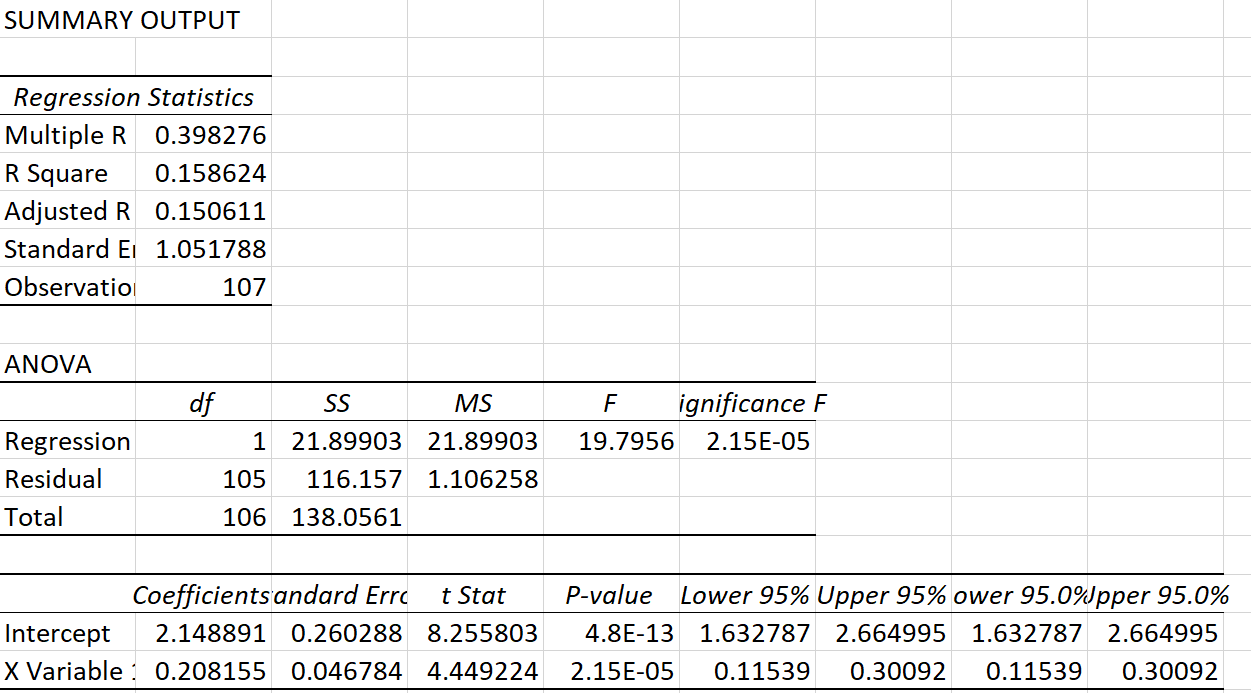 SUMMARY OUTPUT
Regression Statistics
Multiple R 0.398276
R Square 0.158624
Adjusted R 0.150611
Standard Er 1.051788
Observatio 107
ANOVA
df SS MS F ignificance F
Regression 1 21.89903 21.89903 19.7956 2.15E-05
Residual 105 116.157 1.106258
Total 106 138.0561
Coefficients andard Erro t Stat P-value Lower 95% Upper 95% ower 95.0% Upper 95.0%
Intercept 2.148891 0.260288 8.255803 4.8E-13 1.632787 2.664995 1.632787 2.664995
X Variable 1 0.208155 0.046784 4.449224 2.15E-05 0.11539 0.30092 0.11539 0.30092